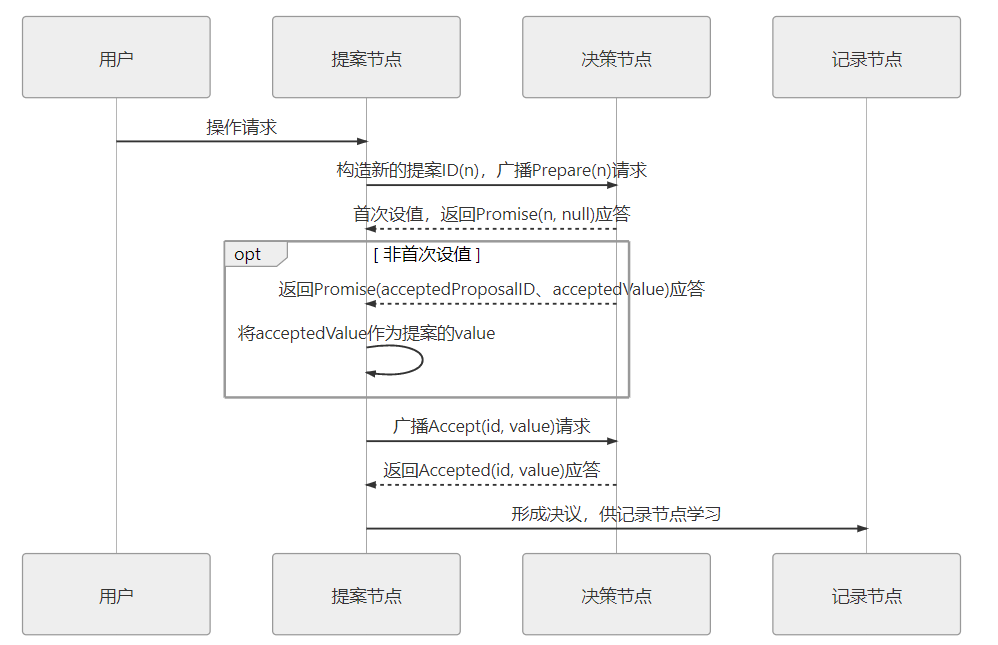 用户
提案节点
决策节点
记录节点
操作请求
构造新的提案ID(n)，广播Prepare(n)请求
首次设值，返回Promise(n, null)应答
opt
[ 非首次设值 ]
返回Promise(acceptedProposalID、acceptedValue)应答
将acceptedValue作为提案的value
广播Accept(id, value)请求
返回Accepted(id, value)应答
形成决议，供记录节点学习
用户
提案节点
决策节点
记录节点